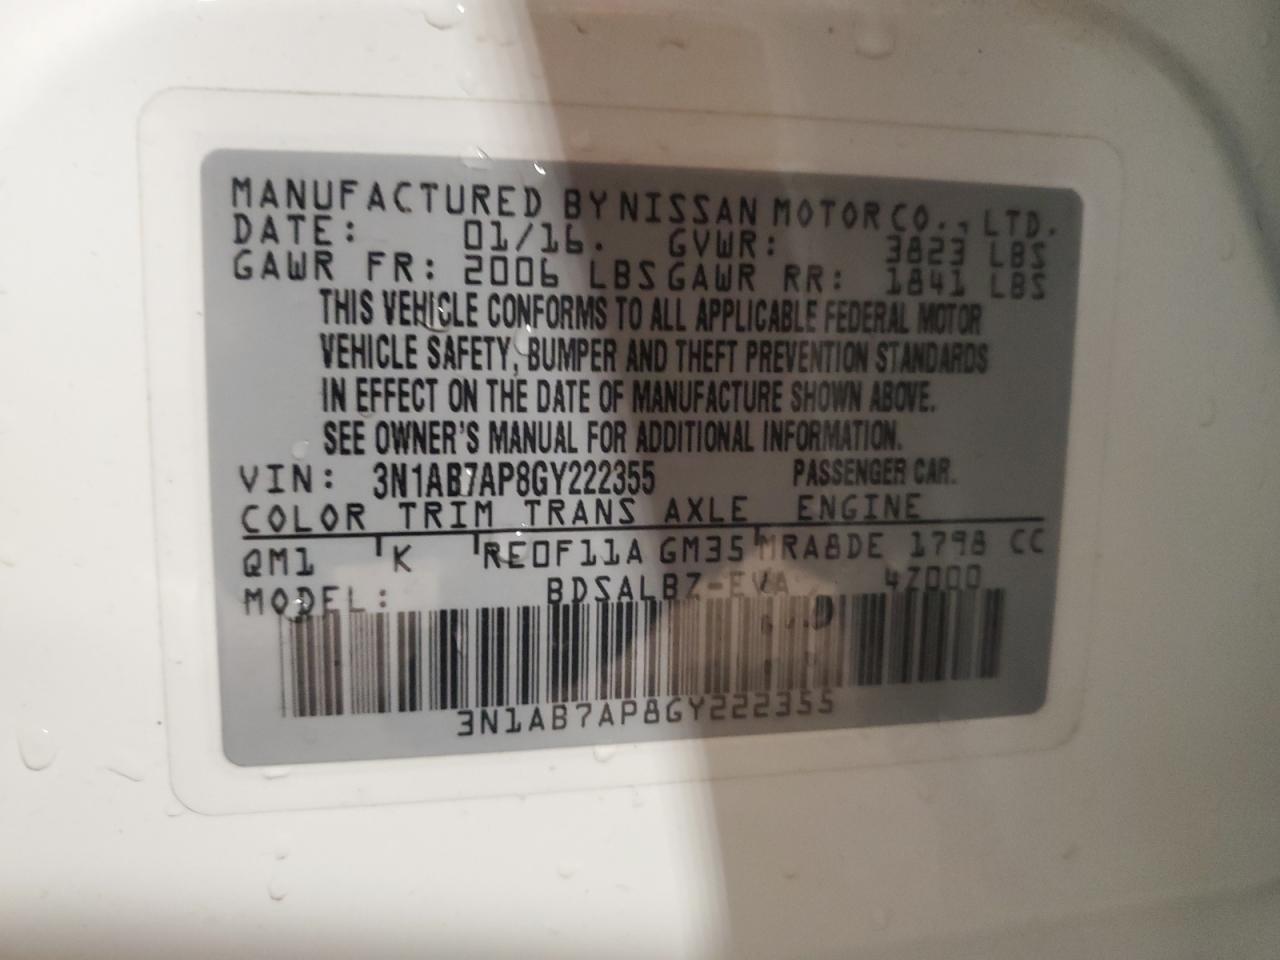 MANUFACTURED BY NISSAN MOTOR CO., LTD.
DATE: 01/16. GVWR: 3823 LBS
GAWR FR: 2006 LBS GAWR RR: 1841 LBS
THIS VEHICLE CONFORMS TO ALL APPLICABLE FEDERAL MOTOR
VEHICLE SAFETY, BUMPER AND THEFT PREVENTION STANDARDS
IN EFFECT ON THE DATE OF MANUFACTURE SHOWN ABOVE.
SEE OWNER'S MANUAL FOR ADDITIONAL INFORMATION.
VIN: 3N1AB7AP8GY222355 PASSENGER CAR.
COLOR TRIM TRANS AXLE ENGINE
QM1 K RE0F11A GM35 MRA8DE 1798 CC
MODEL: BDSALBZ-EVA 4Z000
3N1AB7AP8GY222355